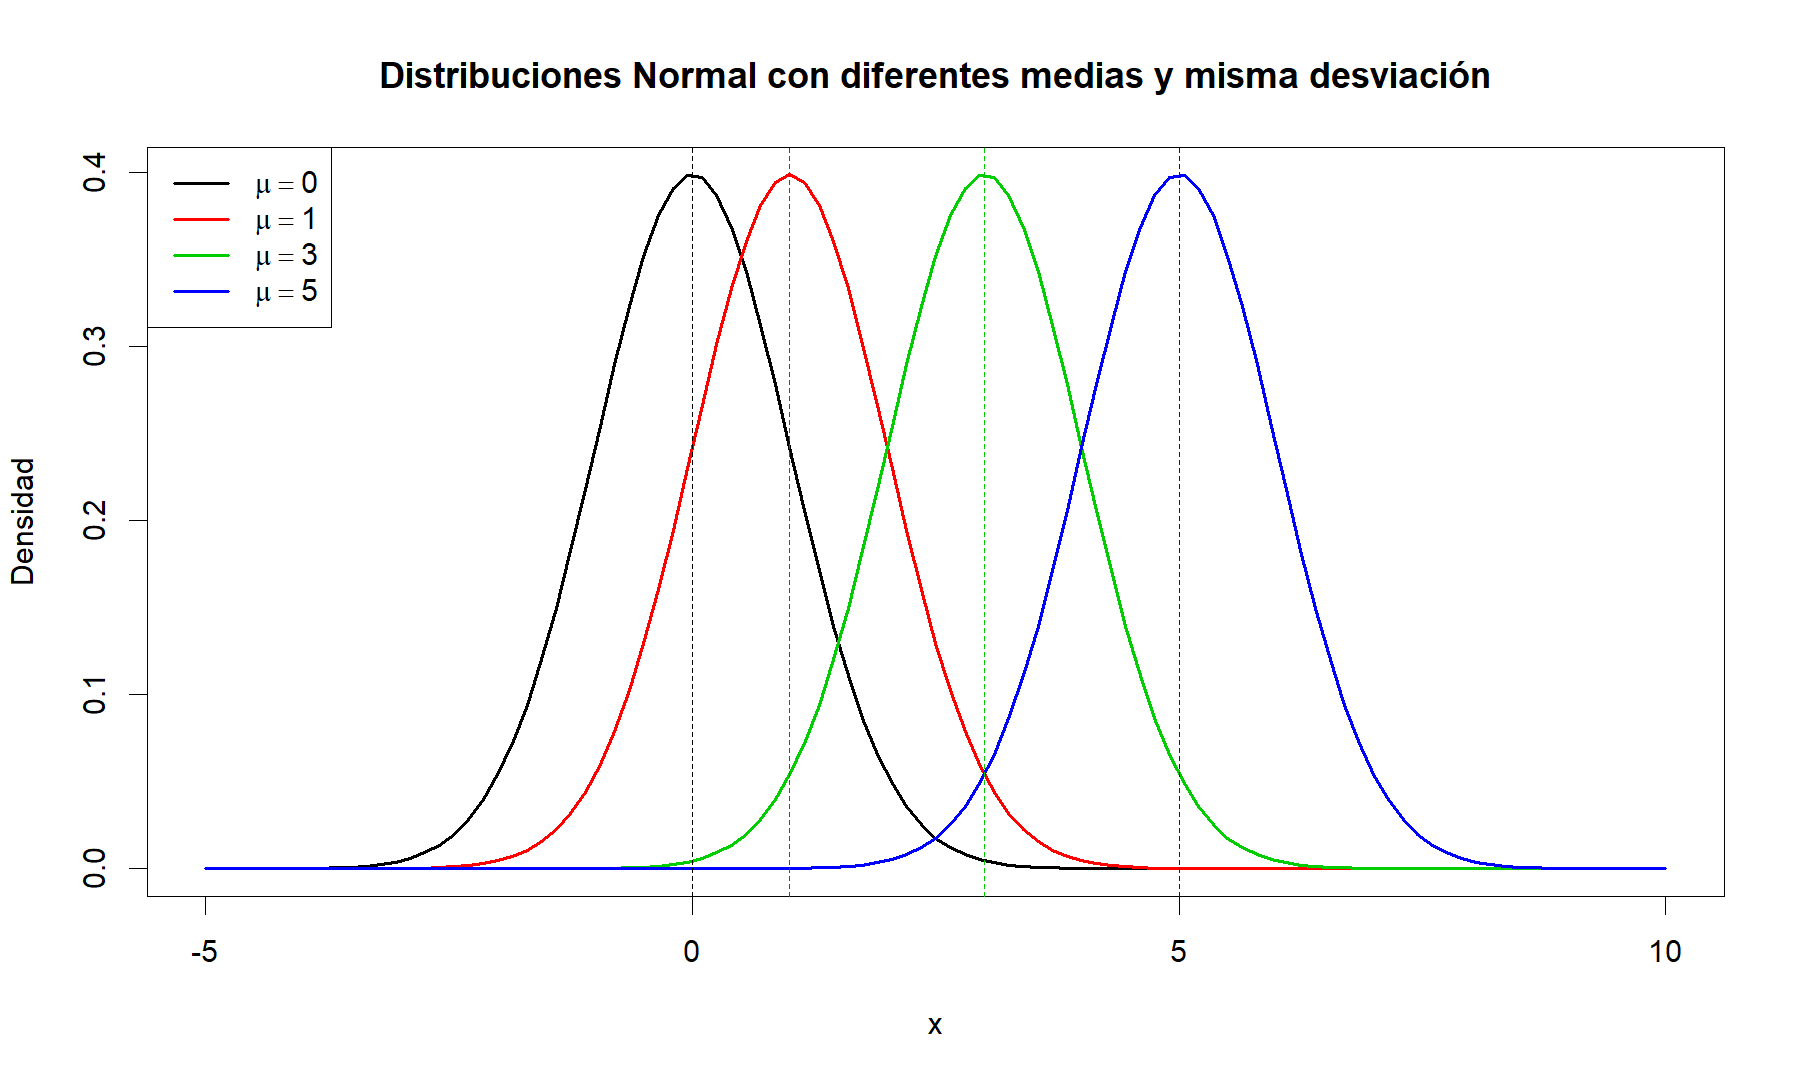 Distribuciones Normal con diferentes medias y misma desviación
μ = 0
μ = 1
μ = 3
μ = 5
Densidad
0.4
0.3
0.2
0.1
0.0
-5 0 5 10
x